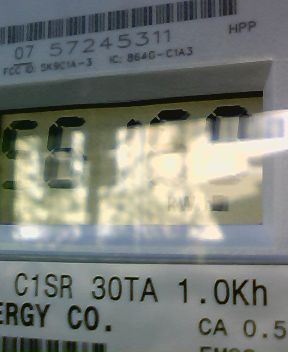 07 57245311
HPP
FCC ID: SK9C1A-3 IC: 864G-C1A3
KWH
C1SR 30TA 1.0Kh
ERGY CO.
CA 0.5